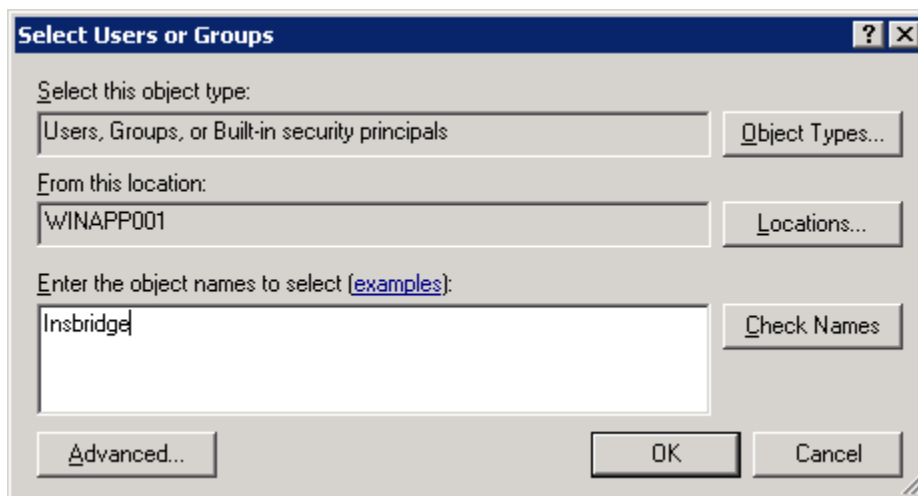 Select Users or Groups
Select this object type:
Users, Groups, or Built-in security principals
Object Types...
From this location:
WINAPP001
Locations...
Enter the object names to select (examples):
Insbridge
Check Names
Advanced...
OK
Cancel